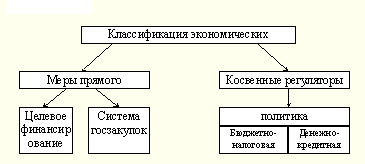 Классификация экономических
Меры прямого
Косвенные регуляторы
Целевое
финансир
ование
Система
госзакупок
политика
Бюджетно-
налоговая
Денежно-
кредитная